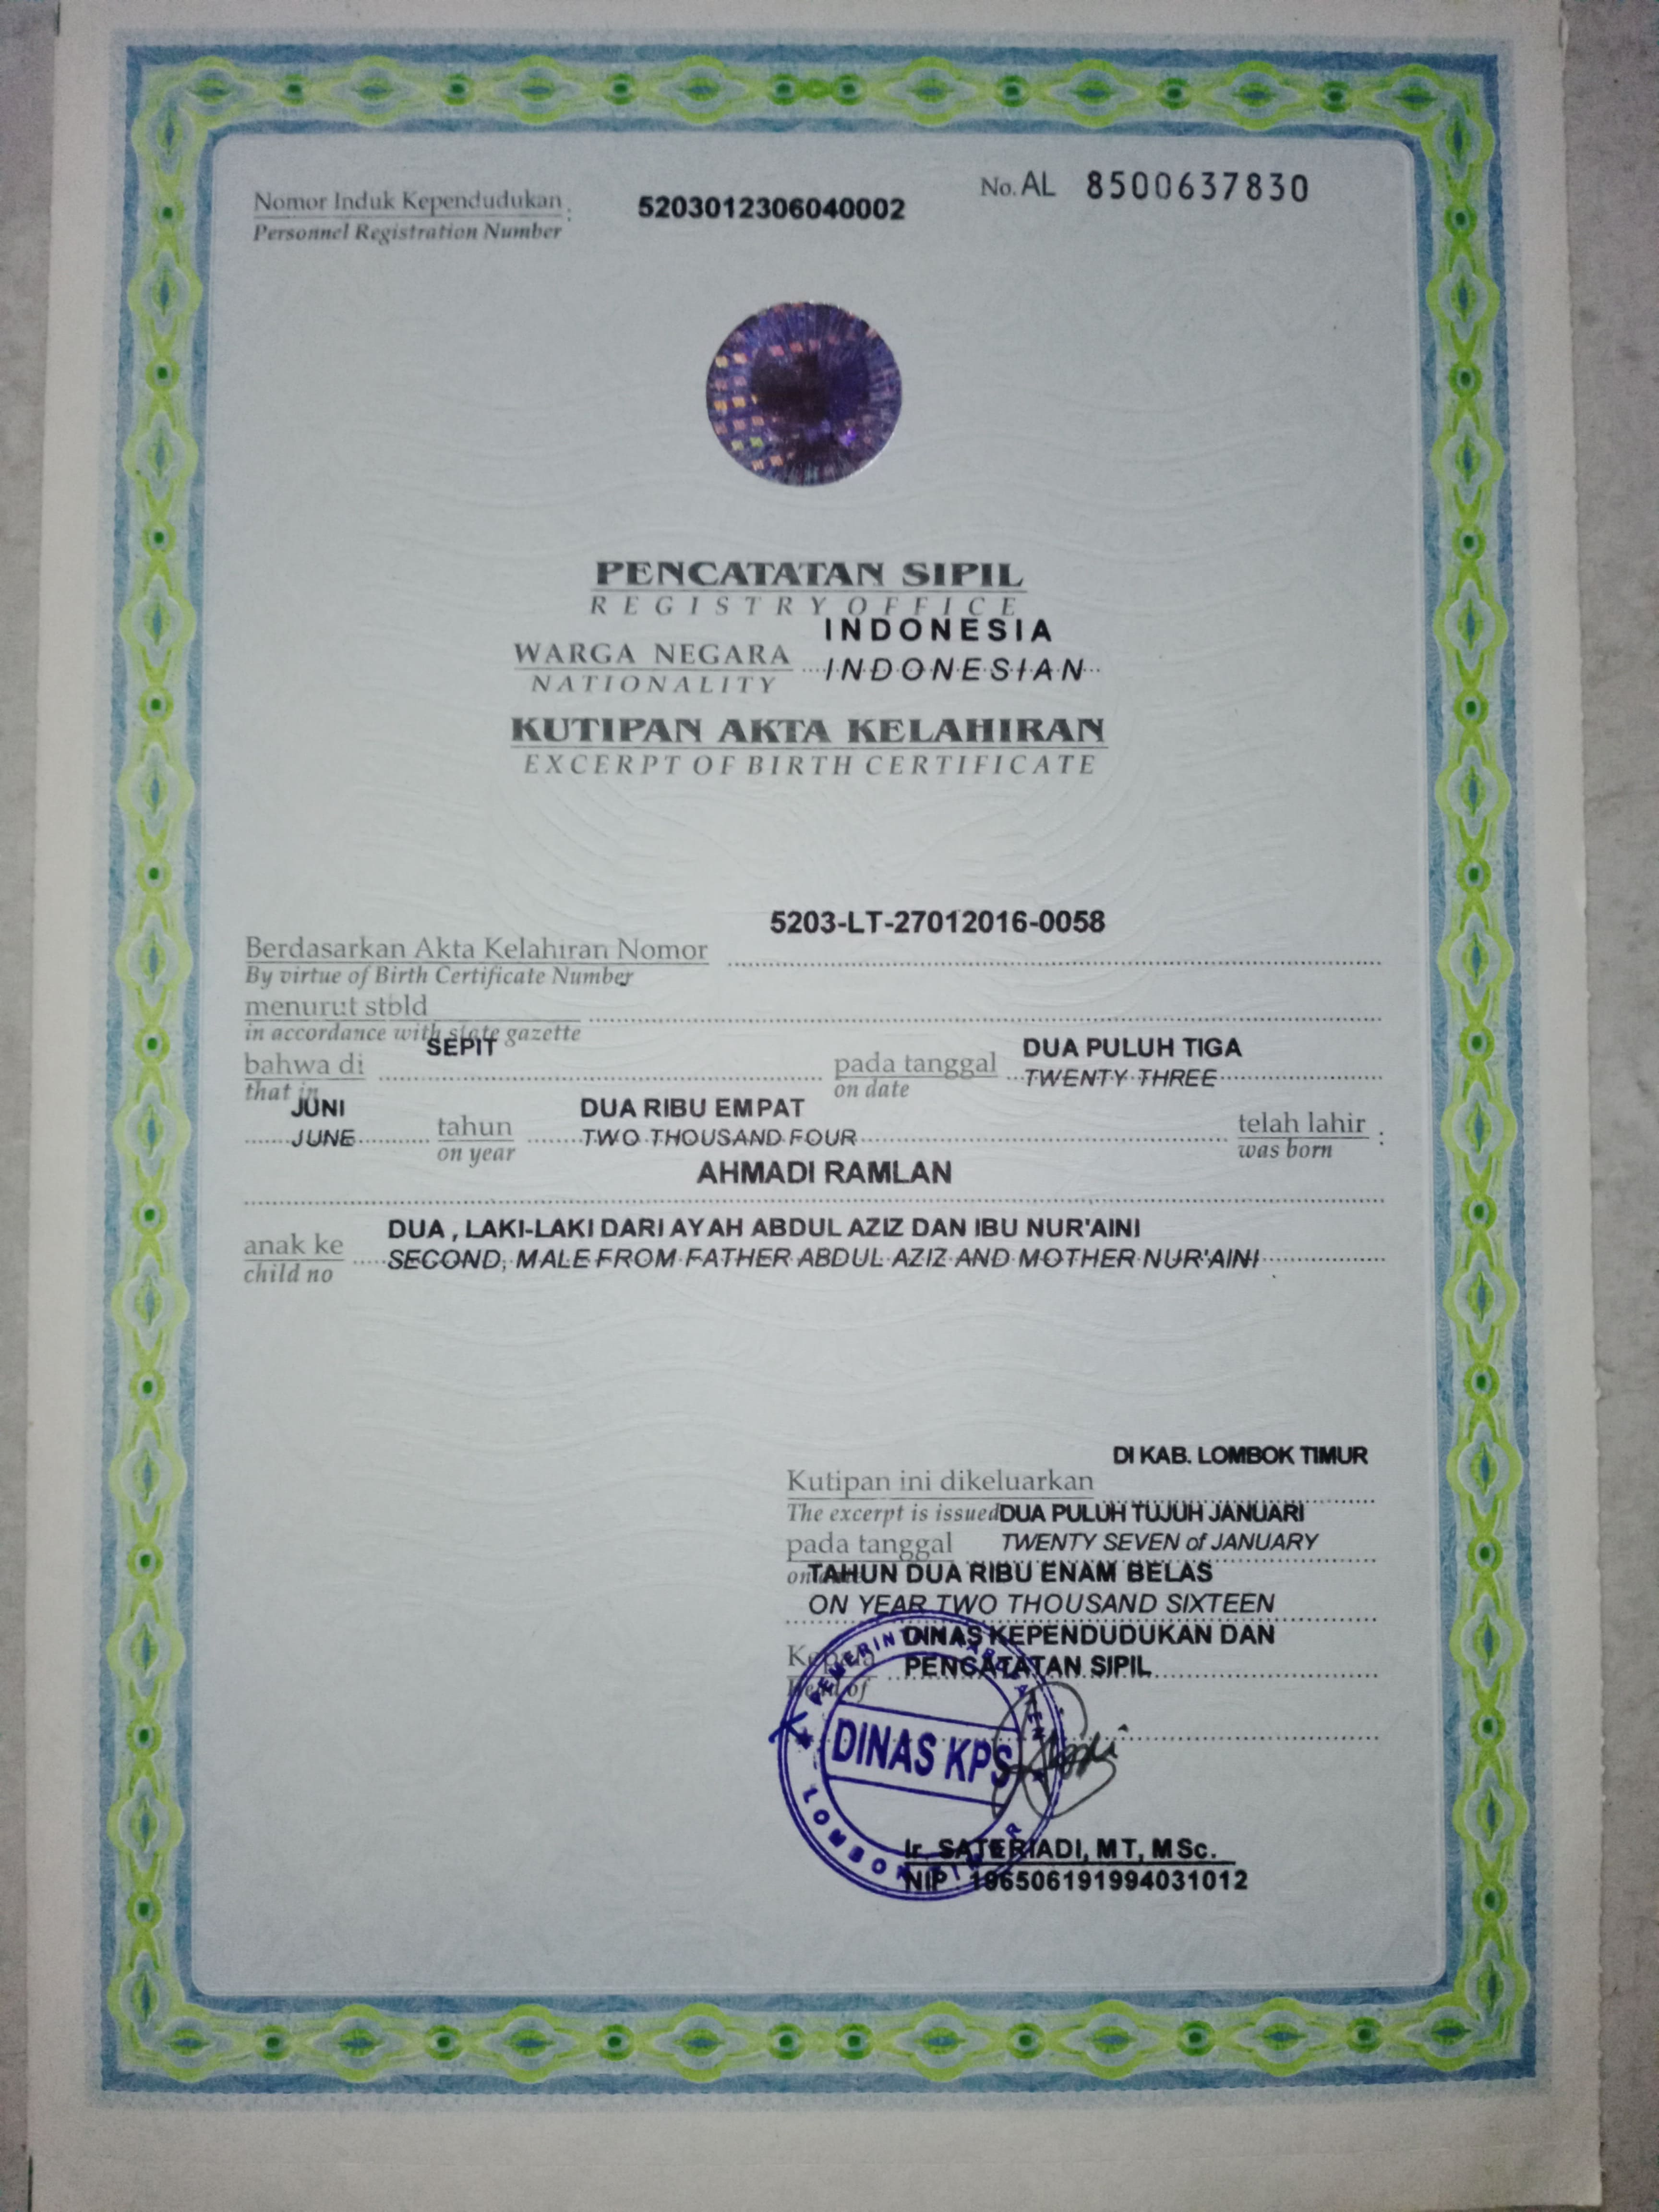 Nomor Induk Kependudukan : 5203012306040002 No. AL 8500637830
Personnel Registration Number
PENCATATAN SIPIL
REGISTRY OFFICE
INDONESIA
WARGA NEGARA INDONESIAN
NATIONALITY
KUTIPAN AKTA KELAHIRAN
EXCERPT OF BIRTH CERTIFICATE
5203-LT-27012016-0058
Berdasarkan Akta Kelahiran Nomor
By virtue of Birth Certificate Number
menurut stbld
in accordance with state gazette
SEPIT DUA PULUH TIGA
bahwa di pada tanggal TWENTY THREE
that in on date
JUNI DUA RIBU EMPAT
JUNE tahun TWO THOUSAND FOUR telah lahir :
on year was born
AHMADI RAMLAN
DUA , LAKI-LAKI DARI AYAH ABDUL AZIZ DAN IBU NUR'AINI
anak ke SECOND, MALE FROM FATHER ABDUL AZIZ AND MOTHER NUR'AINI
child no
DI KAB. LOMBOK TIMUR
Kutipan ini dikeluarkan
The excerpt is issued DUA PULUH TUJUH JANUARI
pada tanggal TWENTY SEVEN of JANUARY
on TAHUN DUA RIBU ENAM BELAS
ON YEAR TWO THOUSAND SIXTEEN
DINAS KEPENDUDUKAN DAN
Kepala PENCATATAN SIPIL
Head of
DINAS KPS
LOMBOK TIMUR
Ir. SATERIADI, MT, MSc.
NIP. 196506191994031012